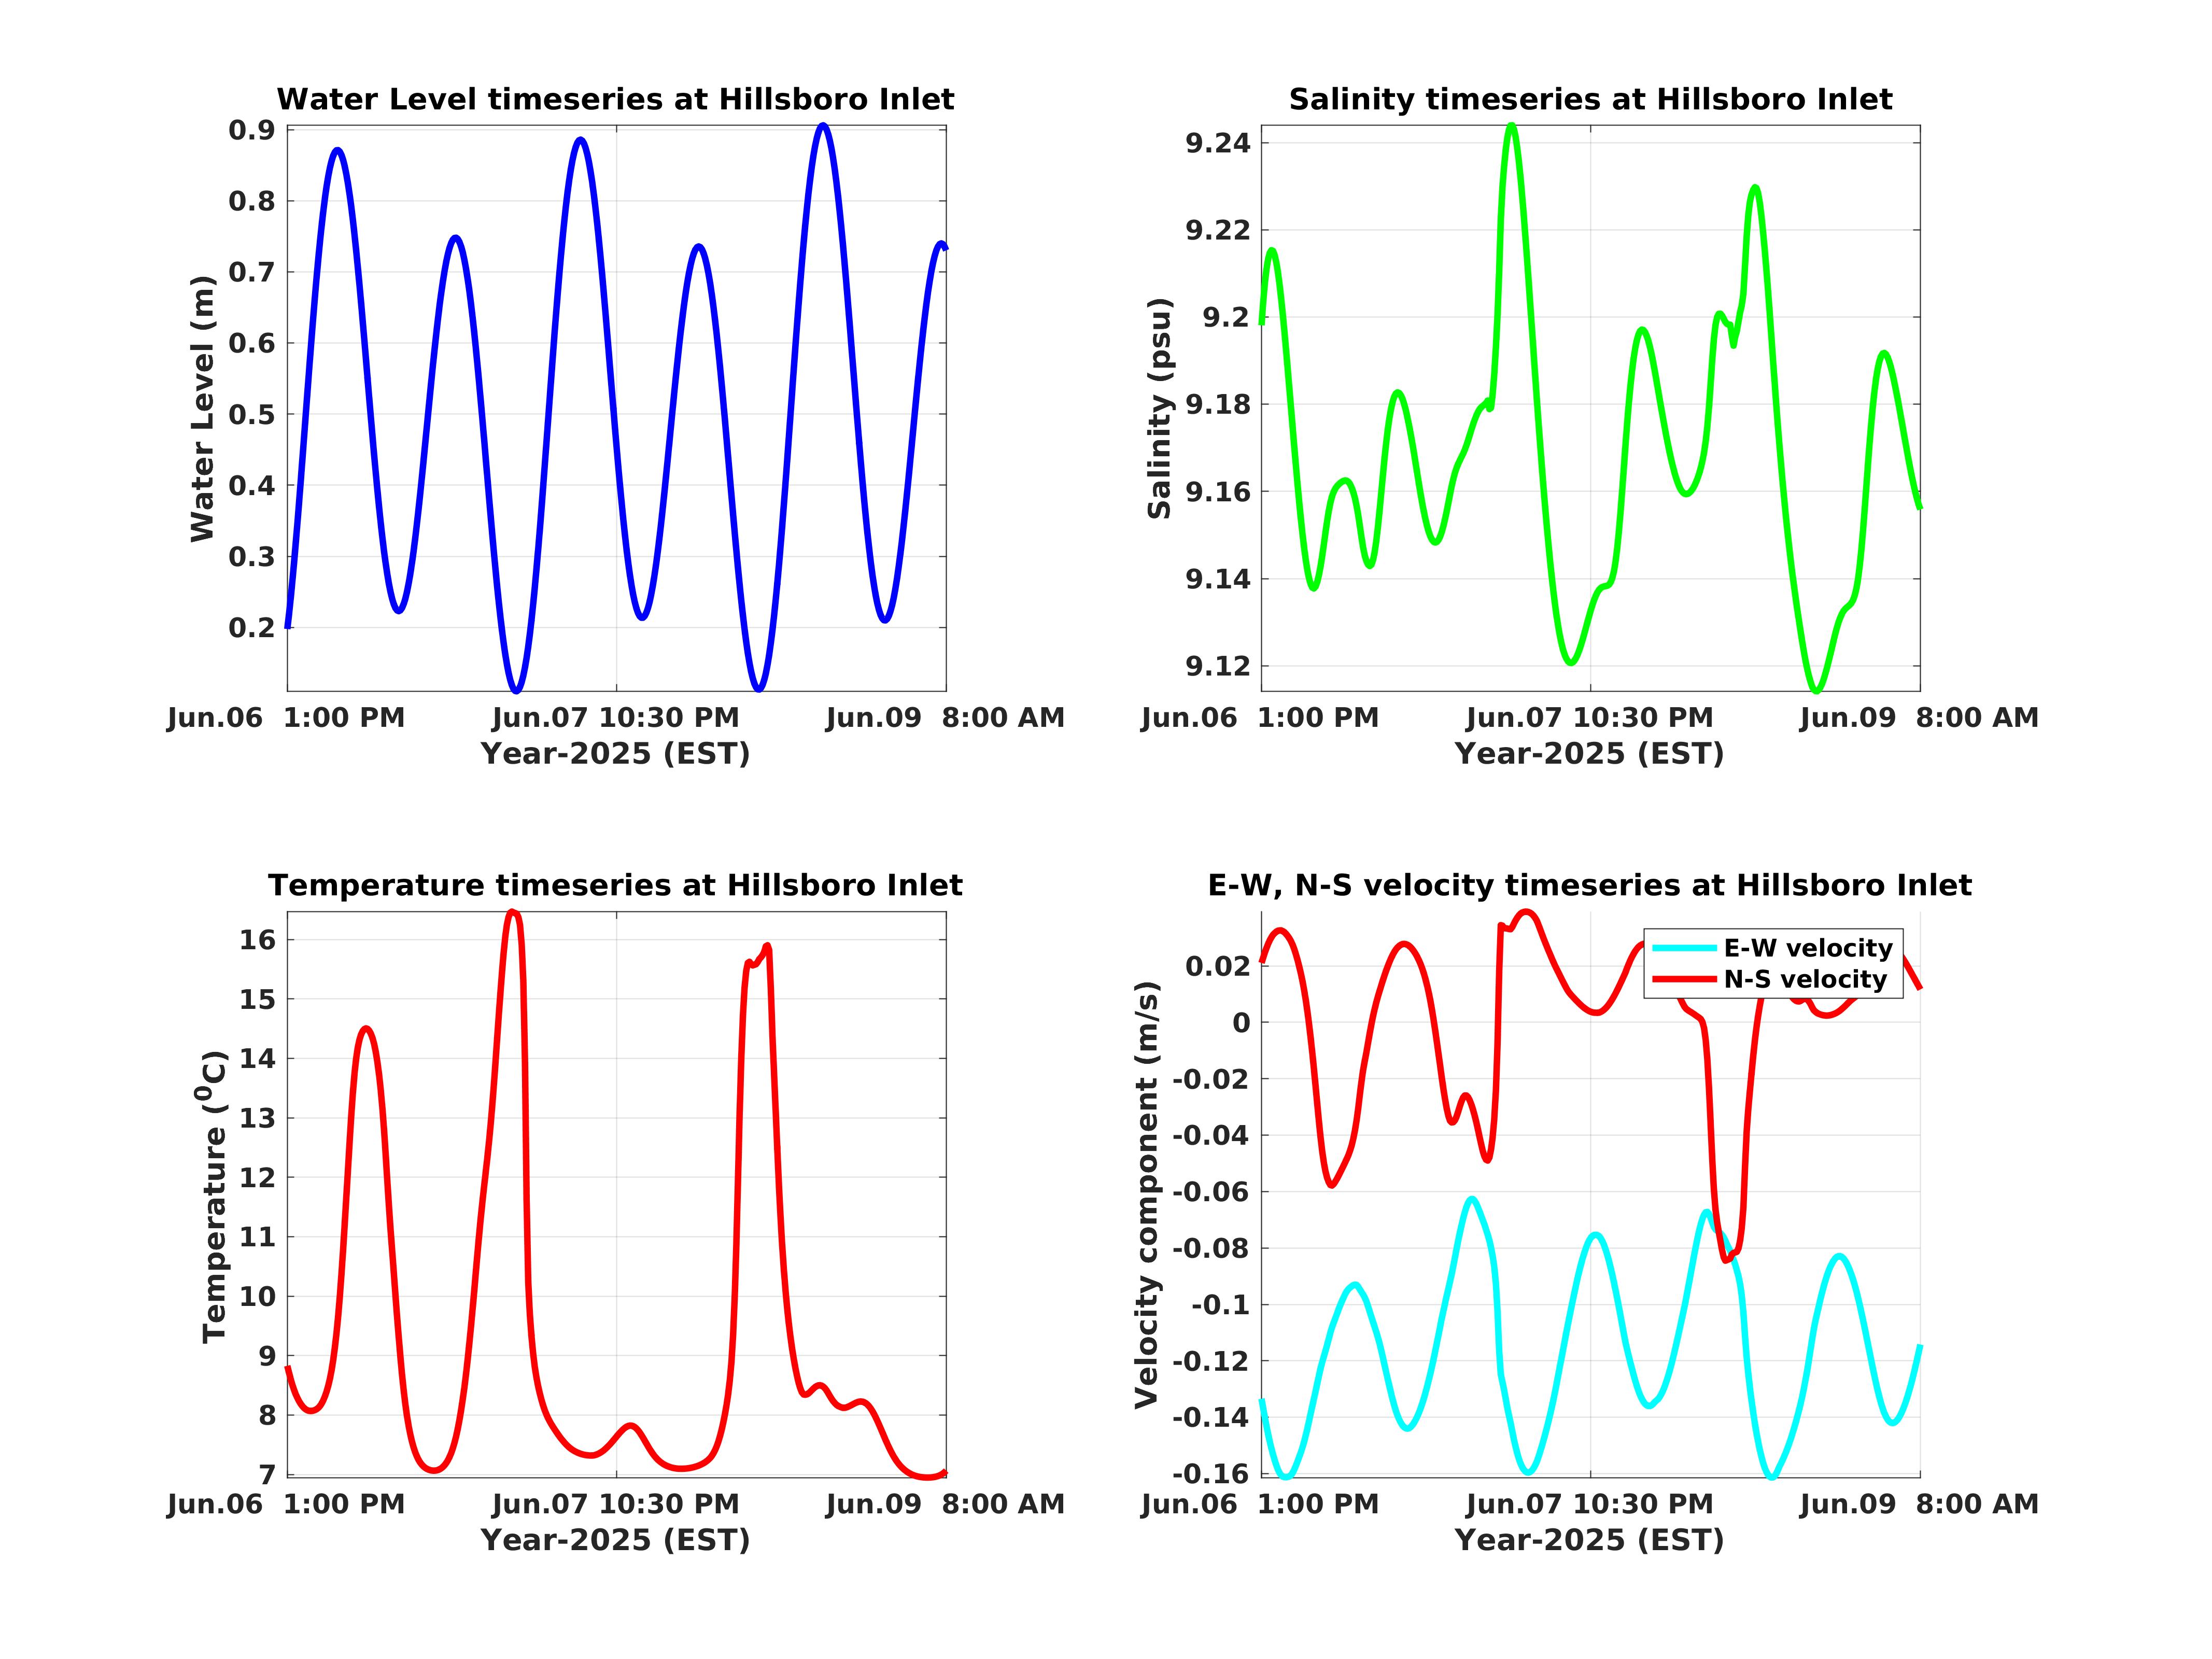 Water Level timeseries at Hillsboro Inlet
0.9
0.8
0.7
0.6
0.5
0.4
0.3
0.2
Water Level (m)
Jun.06 1:00 PM
Jun.07 10:30 PM
Jun.09 8:00 AM
Year-2025 (EST)
Salinity timeseries at Hillsboro Inlet
9.24
9.22
9.2
9.18
9.16
9.14
9.12
Salinity (psu)
Jun.06 1:00 PM
Jun.07 10:30 PM
Jun.09 8:00 AM
Year-2025 (EST)
Temperature timeseries at Hillsboro Inlet
16
15
14
13
12
11
10
9
8
7
Temperature (⁰C)
Jun.06 1:00 PM
Jun.07 10:30 PM
Jun.09 8:00 AM
Year-2025 (EST)
E-W, N-S velocity timeseries at Hillsboro Inlet
E-W velocity
N-S velocity
0.02
0
-0.02
-0.04
-0.06
-0.08
-0.1
-0.12
-0.14
-0.16
Velocity component (m/s)
Jun.06 1:00 PM
Jun.07 10:30 PM
Jun.09 8:00 AM
Year-2025 (EST)